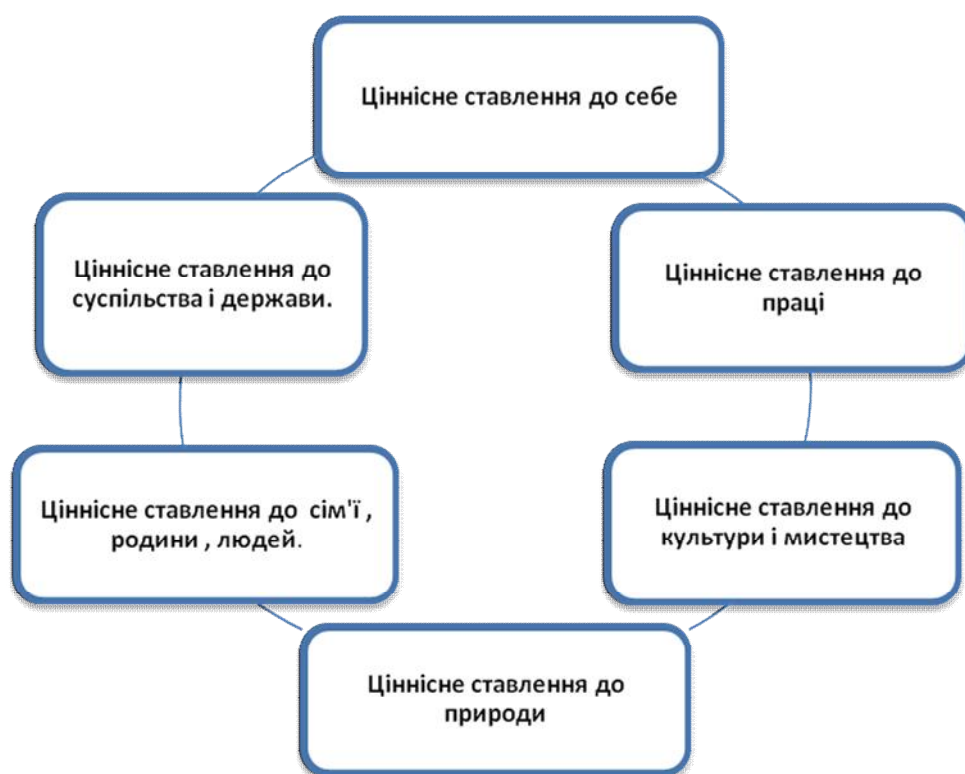 Ціннісне ставлення до себе
Ціннісне ставлення до
суспільства і держави.
Ціннісне ставлення до
праці
Ціннісне ставлення до сім'ї ,
родини , людей.
Ціннісне ставлення до
культури і мистецтва
Ціннісне ставлення до
природи